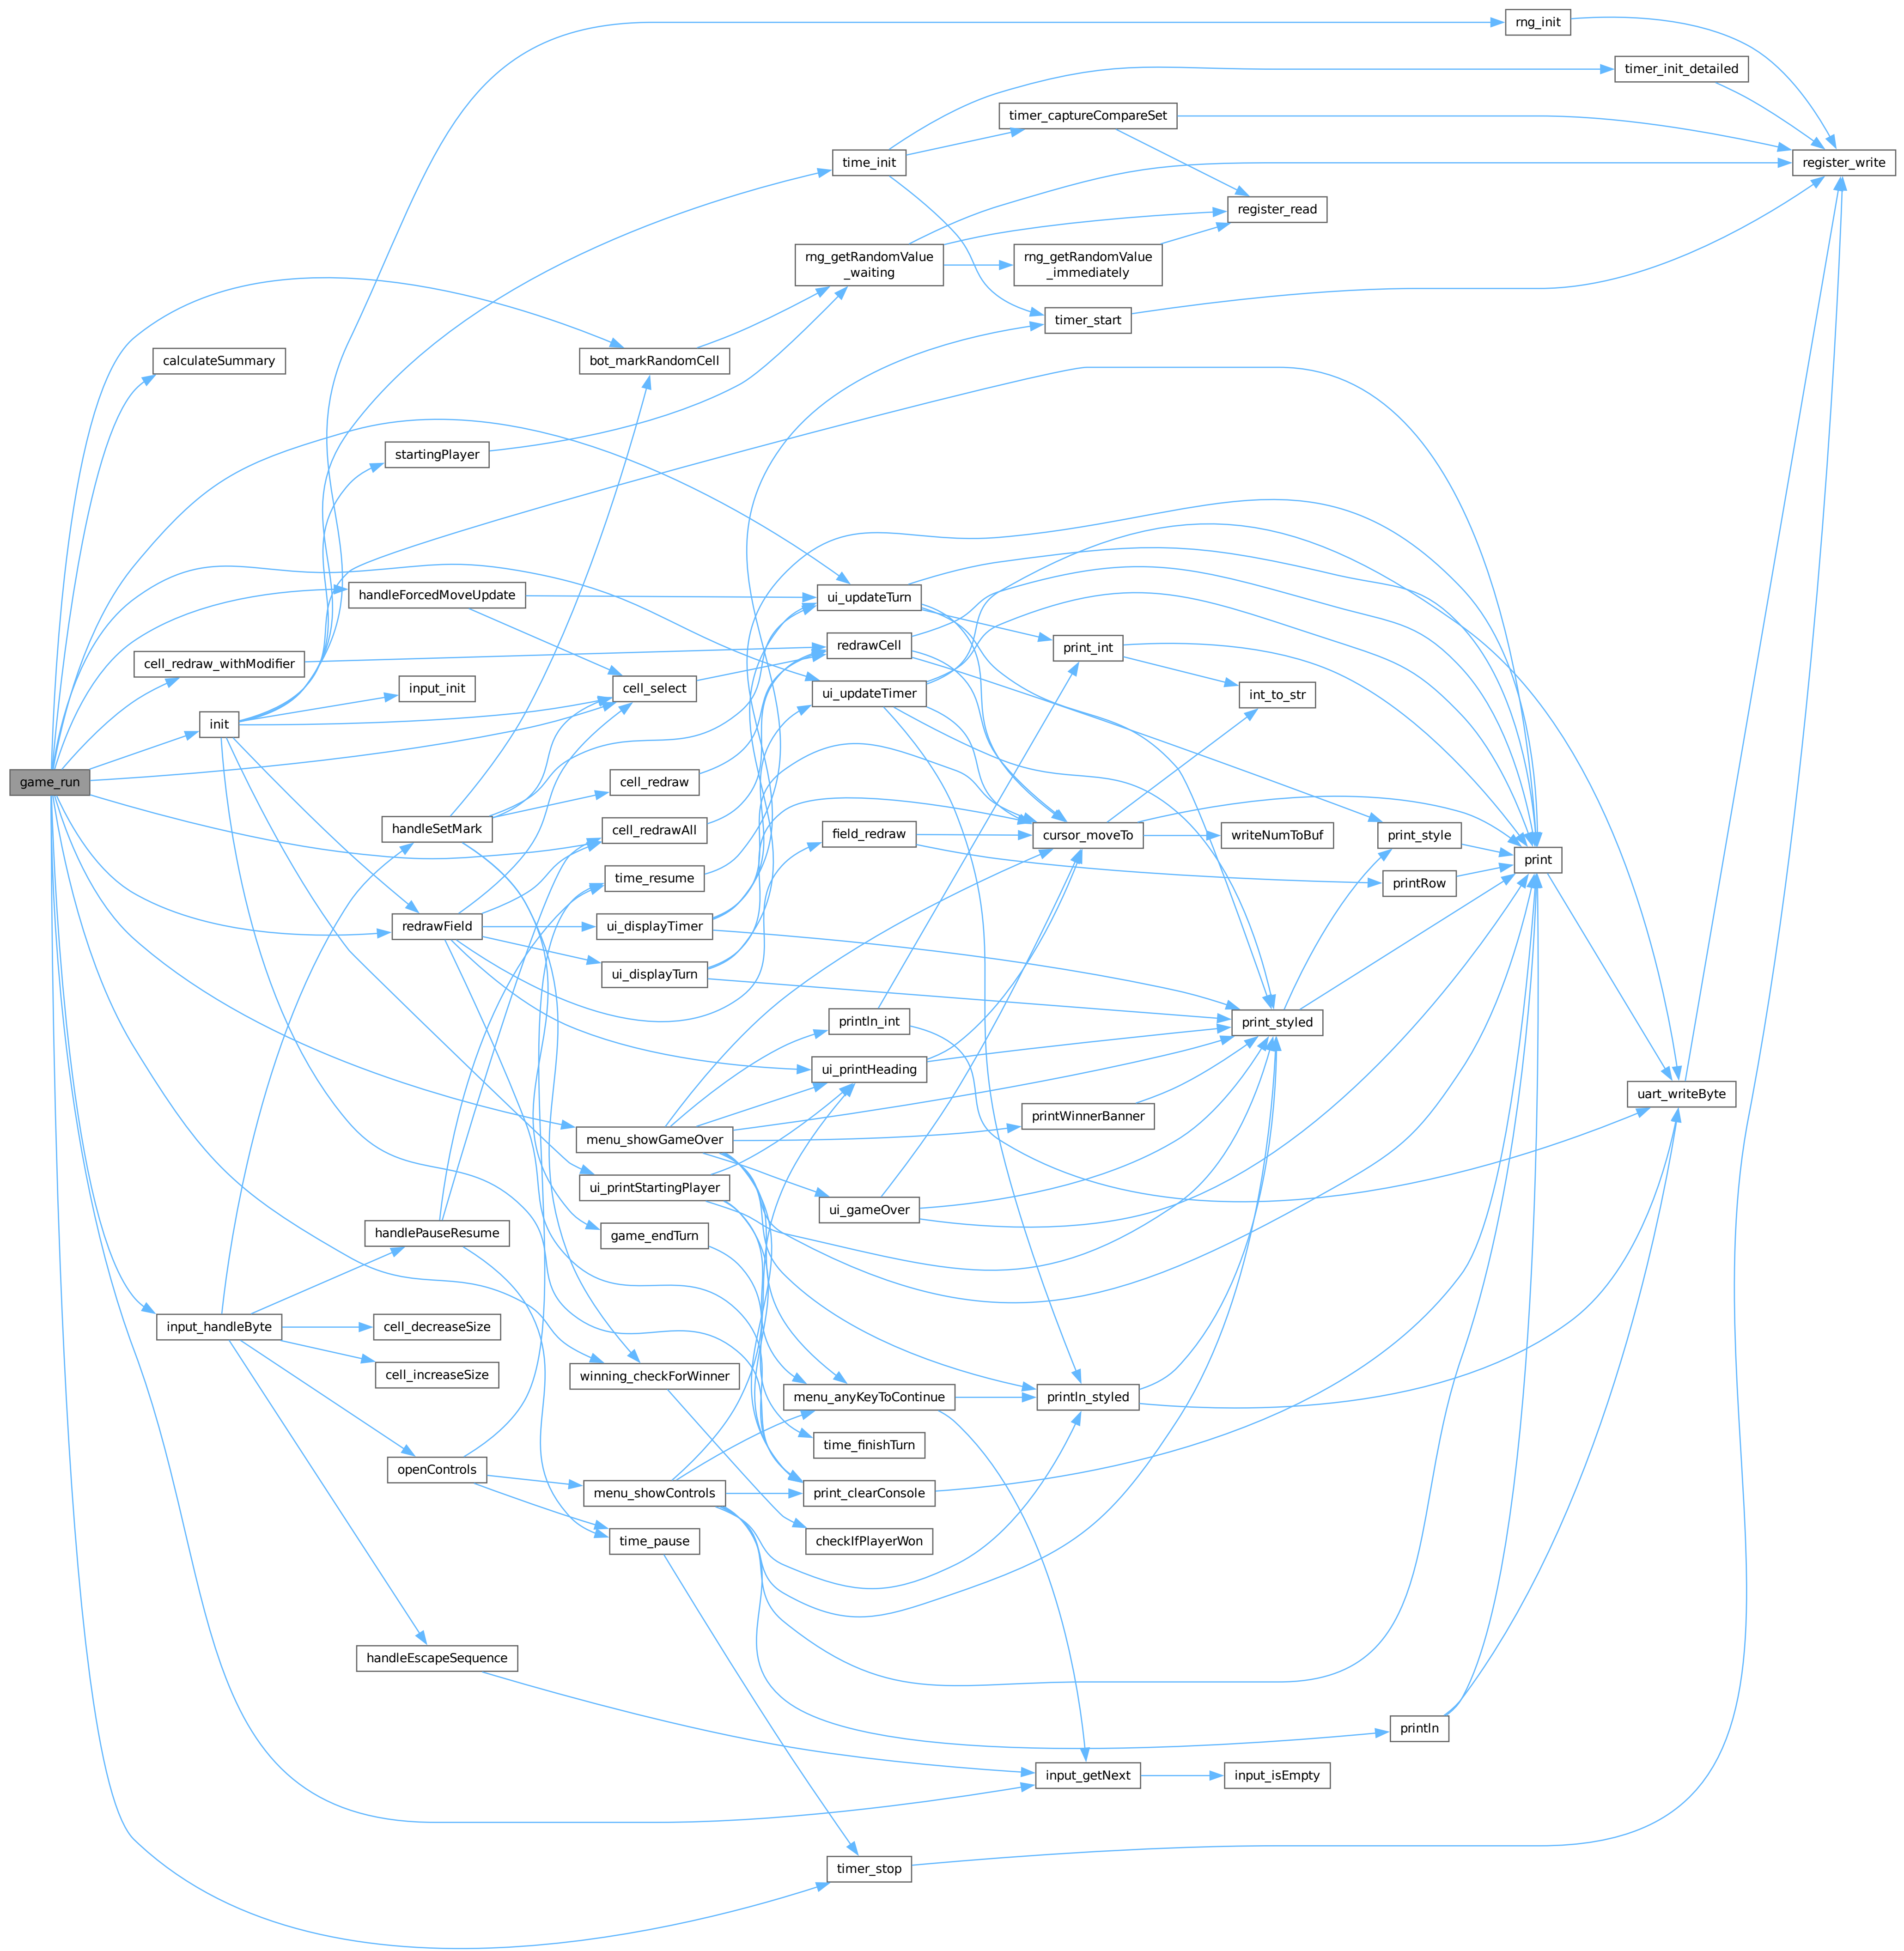 rng_init
timer_init_detailed
timer_captureCompareSet
time_init
register_write
register_read
rng_getRandomValue
_waiting
rng_getRandomValue
_immediately
timer_start
calculateSummary
bot_markRandomCell
startingPlayer
handleForcedMoveUpdate
ui_updateTurn
redrawCell
print_int
cell_redraw_withModifier
input_init
cell_select
ui_updateTimer
int_to_str
init
game_run
cell_redraw
handleSetMark
cell_redrawAll
field_redraw
cursor_moveTo
writeNumToBuf
print_style
print
time_resume
printRow
redrawField
ui_displayTimer
ui_displayTurn
println_int
print_styled
ui_printHeading
uart_writeByte
printWinnerBanner
menu_showGameOver
ui_printStartingPlayer
ui_gameOver
handlePauseResume
game_endTurn
input_handleByte
cell_decreaseSize
cell_increaseSize
winning_checkForWinner
menu_anyKeyToContinue
println_styled
time_finishTurn
openControls
menu_showControls
print_clearConsole
time_pause
checkIfPlayerWon
handleEscapeSequence
println
input_getNext
input_isEmpty
timer_stop